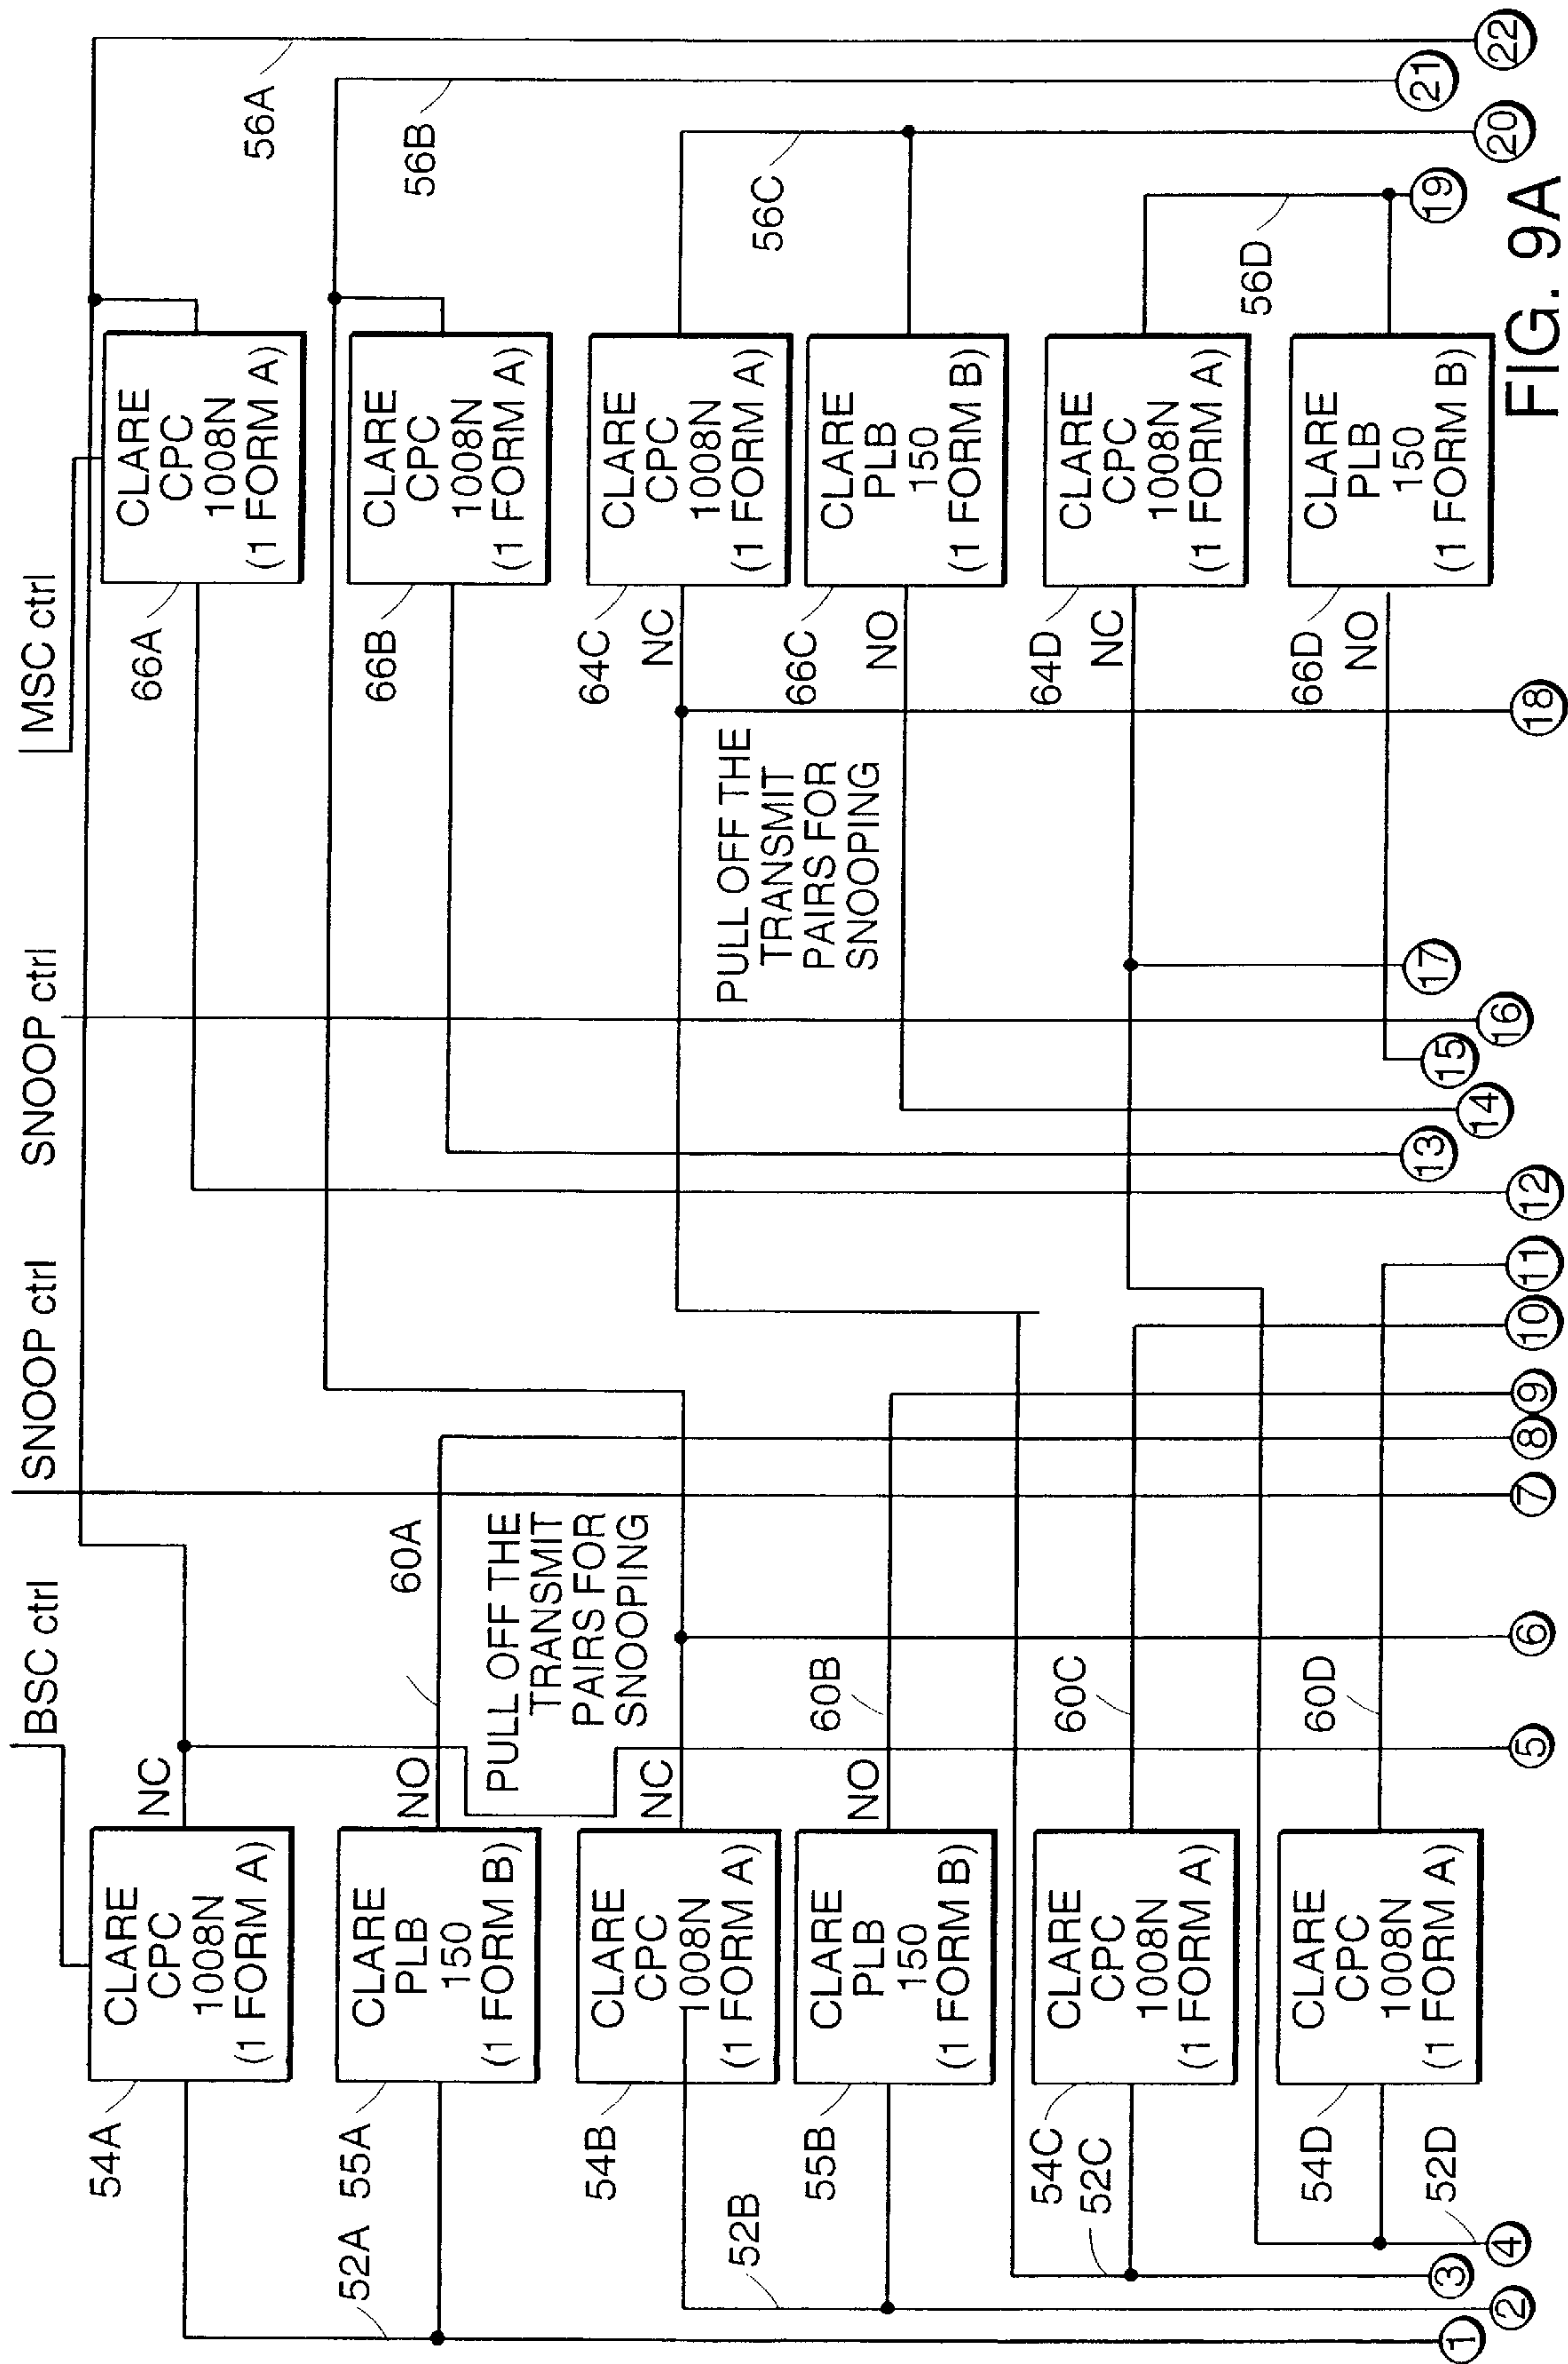 BSC ctrl
SNOOP ctrl
SNOOP ctrl
MSC ctrl
54A
CLARE
CPC
1008N
(1 FORM A)
NC
52A
55A
CLARE
PLB
150
(1 FORM B)
NO
60A
PULL OFF THE
TRANSMIT
PAIRS FOR
SNOOPING
54B
CLARE
CPC
1008N
(1 FORM A)
NC
52B
55B
CLARE
PLB
150
(1 FORM B)
NO
60B
54C
52C
CLARE
CPC
1008N
(1 FORM A)
60C
54D
52D
CLARE
CPC
1008N
(1 FORM A)
60D
66A
CLARE
CPC
1008N
(1 FORM A)
56A
66B
CLARE
CPC
1008N
(1 FORM A)
56B
64C
NC
CLARE
CPC
1008N
(1 FORM A)
56C
PULL OFF THE
TRANSMIT
PAIRS FOR
SNOOPING
66C
NO
CLARE
PLB
150
(1 FORM B)
64D
NC
CLARE
CPC
1008N
(1 FORM A)
56D
66D
NO
CLARE
PLB
150
(1 FORM B)
1
2
3
4
5
6
7
8
9
10
11
12
13
14
15
16
17
18
19
20
21
22
FIG. 9A